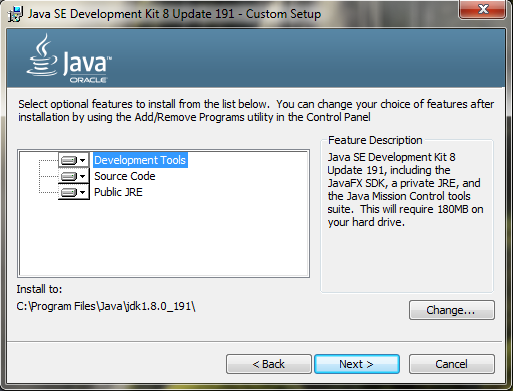 Java SE Development Kit 8 Update 191 - Custom Setup
Java™
ORACLE
Select optional features to install from the list below.  You can change your choice of features after
installation by using the Add/Remove Programs utility in the Control Panel
Development Tools
Source Code
Public JRE
Feature Description
Java SE Development Kit 8
Update 191, including the
JavaFX SDK, a private JRE, and
the Java Mission Control tools
suite.  This will require 180MB on
your hard drive.
Install to:
C:\Program Files\Java\jdk1.8.0_191\
Change...
< Back
Next >
Cancel